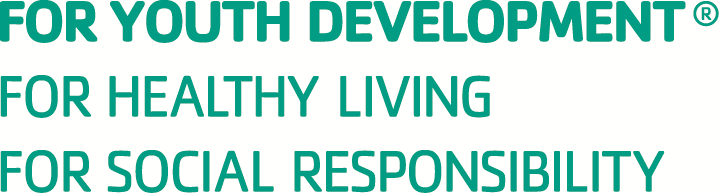 FOR YOUTH DEVELOPMENT®
FOR HEALTHY LIVING
FOR SOCIAL RESPONSIBILITY